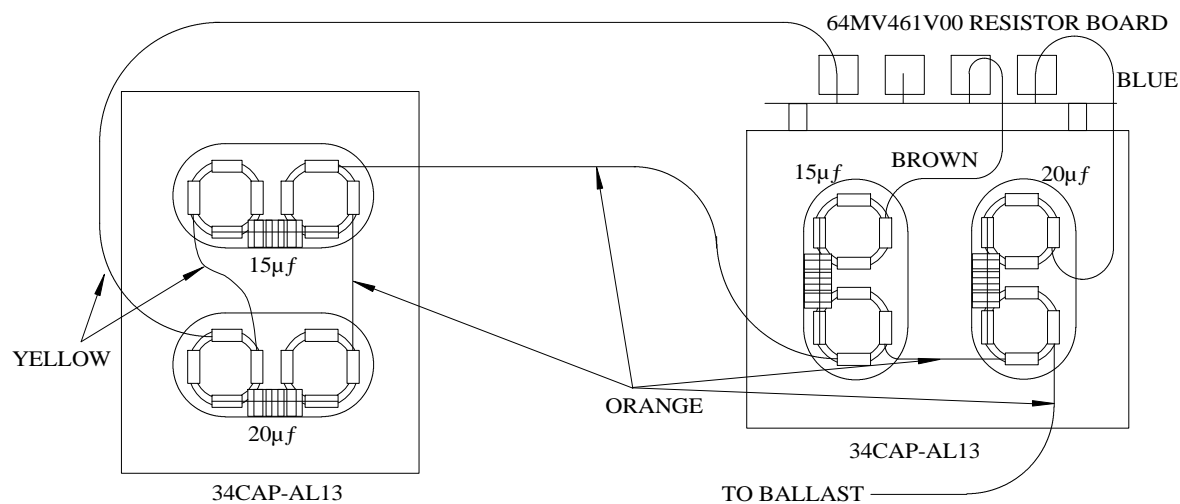 64MV461V00 RESISTOR BOARD
BLUE
BROWN
15µf
20µf
15µf
YELLOW
20µf
ORANGE
34CAP-AL13
34CAP-AL13
TO BALLAST